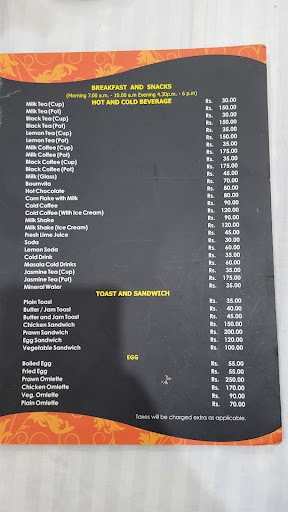 BREAKFAST AND SNACKS
(Morning 7.00 a.m. - 10.00 a.m Evening 4.30p.m. - 6 p.m)
HOT AND COLD BEVERAGE
Milk Tea (Cup) Rs. 30.00
Milk Tea (Pot) Rs. 150.00
Black Tea (Cup) Rs. 30.00
Black Tea (Pot) Rs. 150.00
Lemon Tea (Cup) Rs. 35.00
Lemon Tea (Pot) Rs. 150.00
Milk Coffee (Cup) Rs. 35.00
Milk Coffee (Pot) Rs. 175.00
Black Coffee (Cup) Rs. 35.00
Black Coffee (Pot) Rs. 175.00
Milk (Glass) Rs. 45.00
Bournvita Rs. 70.00
Hot Chocolate Rs. 80.00
Corn Flake with Milk Rs. 80.00
Cold Coffee Rs. 90.00
Cold Coffee (With Ice Cream) Rs. 120.00
Milk Shake Rs. 90.00
Milk Shake (Ice Cream) Rs. 120.00
Fresh Lime Juice Rs. 45.00
Soda Rs. 30.00
Lemon Soda Rs. 60.00
Cold Drink Rs. 35.00
Masala Cold Drinks Rs. 60.00
Jasmine Tea (Cup) Rs. 35.00
Jasmine Tea (Pot) Rs. 175.00
Mineral Water Rs. 35.00
TOAST AND SANDWICH
Plain Toast Rs. 35.00
Butter / Jam Toast Rs. 40.00
Butter and Jam Toast Rs. 45.00
Chicken Sandwich Rs. 150.00
Prawn Sandwich Rs. 200.00
Egg Sandwich Rs. 120.00
Vegetable Sandwich Rs. 100.00
EGG
Boiled Egg Rs. 55.00
Fried Egg Rs. 55.00
Prawn Omlette Rs. 250.00
Chicken Omlette Rs. 170.00
Veg. Omlette Rs. 90.00
Plain Omlette Rs. 70.00
Taxes will be charged extra as applicable.